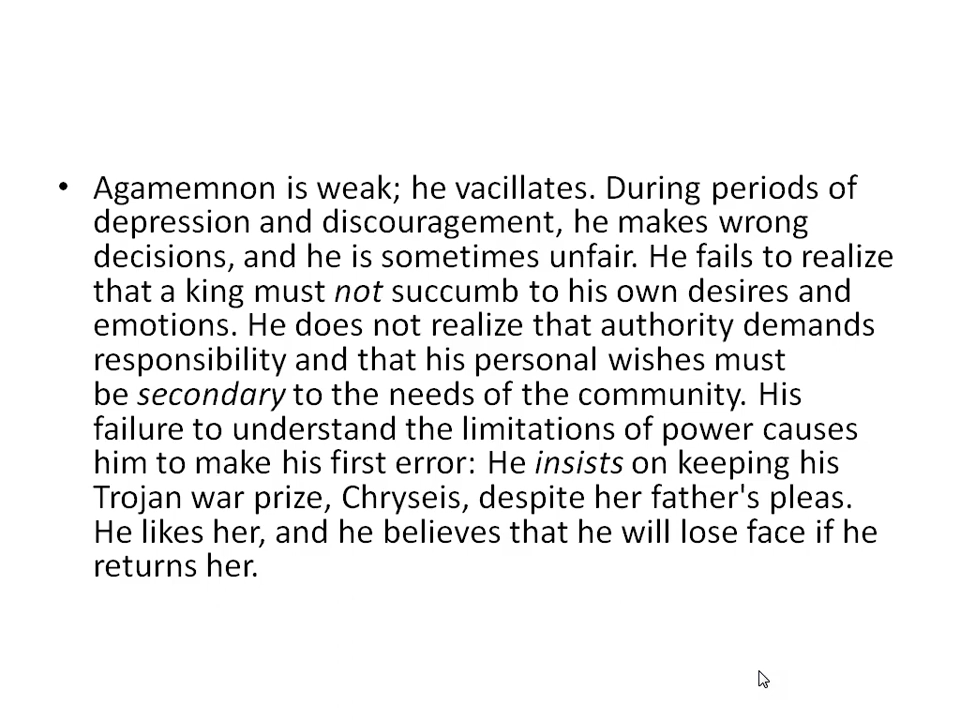 • Agamemnon is weak; he vacillates. During periods of
depression and discouragement, he makes wrong
decisions, and he is sometimes unfair. He fails to realize
that a king must not succumb to his own desires and
emotions. He does not realize that authority demands
responsibility and that his personal wishes must
be secondary to the needs of the community. His
failure to understand the limitations of power causes
him to make his first error: He insists on keeping his
Trojan war prize, Chryseis, despite her father's pleas.
He likes her, and he believes that he will lose face if he
returns her.